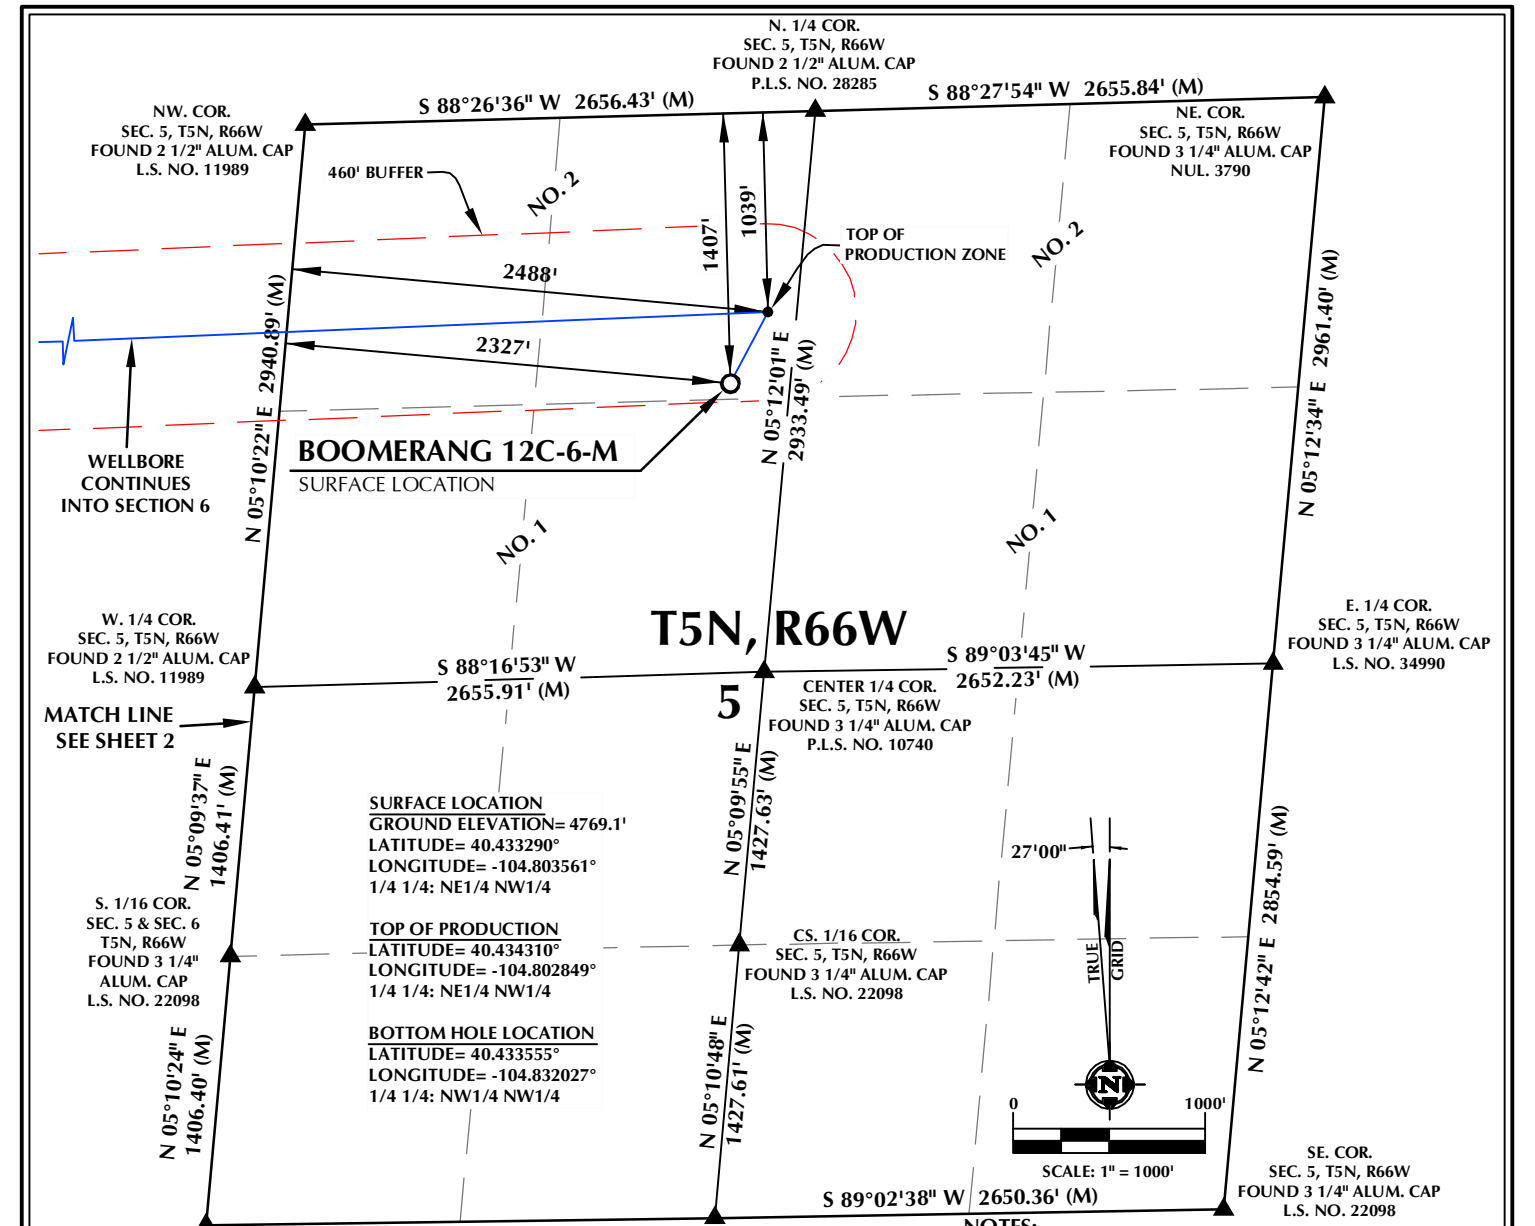 N. 1/4 COR.
SEC. 5, T5N, R66W
FOUND 2 1/2" ALUM. CAP
P.L.S. NO. 28285
S 88°26'36" W 2656.43' (M)
S 88°27'54" W 2655.84' (M)
NW. COR.
SEC. 5, T5N, R66W
FOUND 2 1/2" ALUM. CAP
L.S. NO. 11989
NE. COR.
SEC. 5, T5N, R66W
FOUND 3 1/4" ALUM. CAP
NUL. 3790
460' BUFFER
NO. 2
1407'
1039'
TOP OF
PRODUCTION ZONE
NO. 2
2488'
2327'
N 05°10'22" E 2940.89' (M)
N 05°12'01" E
2933.49' (M)
N 05°12'34" E 2961.40' (M)
BOOMERANG 12C-6-M
SURFACE LOCATION
WELLBORE
CONTINUES
INTO SECTION 6
NO. 1
NO. 1
T5N, R66W
W. 1/4 COR.
SEC. 5, T5N, R66W
FOUND 2 1/2" ALUM. CAP
L.S. NO. 11989
E. 1/4 COR.
SEC. 5, T5N, R66W
FOUND 3 1/4" ALUM. CAP
L.S. NO. 34990
S 88°16'53" W
2655.91' (M)
S 89°03'45" W
2652.23' (M)
5
CENTER 1/4 COR.
SEC. 5, T5N, R66W
FOUND 3 1/4" ALUM. CAP
P.L.S. NO. 10740
MATCH LINE
SEE SHEET 2
N 05°09'37" E
1406.41' (M)
N 05°09'55" E
1427.63' (M)
SURFACE LOCATION
GROUND ELEVATION= 4769.1'
LATITUDE= 40.433290°
LONGITUDE= -104.803561°
1/4 1/4: NE1/4 NW1/4
TOP OF PRODUCTION
LATITUDE= 40.434310°
LONGITUDE= -104.802849°
1/4 1/4: NE1/4 NW1/4
BOTTOM HOLE LOCATION
LATITUDE= 40.433555°
LONGITUDE= -104.832027°
1/4 1/4: NW1/4 NW1/4
S. 1/16 COR.
SEC. 5 & SEC. 6
T5N, R66W
FOUND 3 1/4"
ALUM. CAP
L.S. NO. 22098
CS. 1/16 COR.
SEC. 5, T5N, R66W
FOUND 3 1/4" ALUM. CAP
L.S. NO. 22098
27'00"
TRUE
GRID
N
N 05°12'42" E 2854.59' (M)
N 05°10'24" E
1406.40' (M)
N 05°10'48" E
1427.61' (M)
0 1000'
SCALE: 1" = 1000'
SE. COR.
SEC. 5, T5N, R66W
FOUND 3 1/4" ALUM. CAP
L.S. NO. 22098
S 89°02'38" W 2650.36' (M)
NOTES: